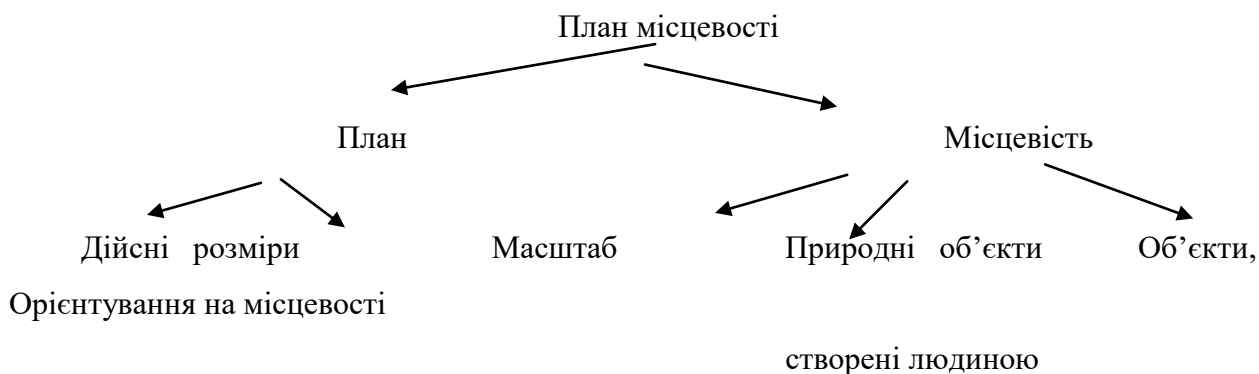 План місцевості
План Місцевість
Дійсні розміри Масштаб Природні об’єкти Об’єкти,
Орієнтування на місцевості
створені людиною